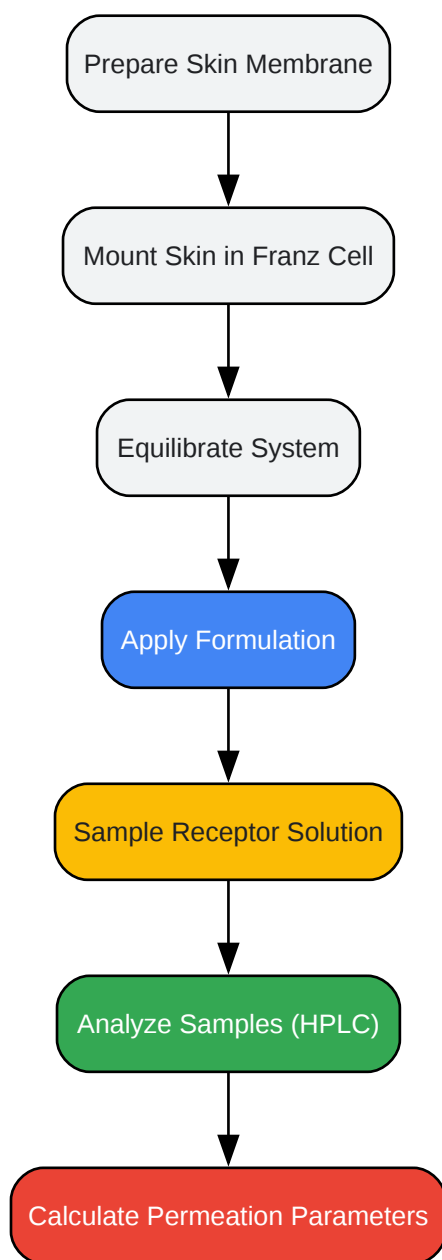 Prepare Skin Membrane
Mount Skin in Franz Cell
Equilibrate System
Apply Formulation
Sample Receptor Solution
Analyze Samples (HPLC)
Calculate Permeation Parameters